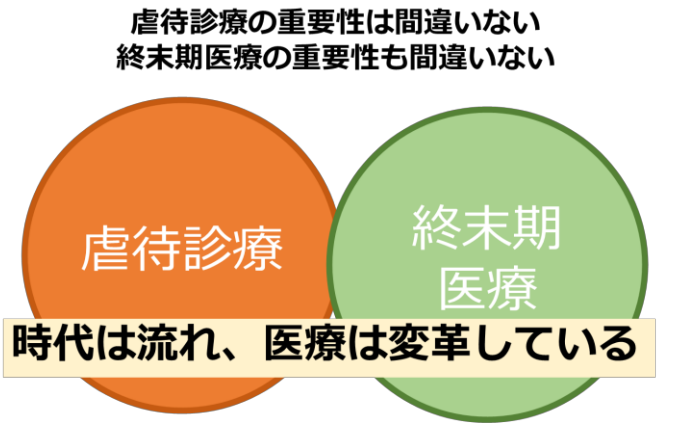 虐待診療の重要性は間違いない
終末期医療の重要性も間違いない
虐待診療
終末期
医療
時代は流れ、医療は変革している